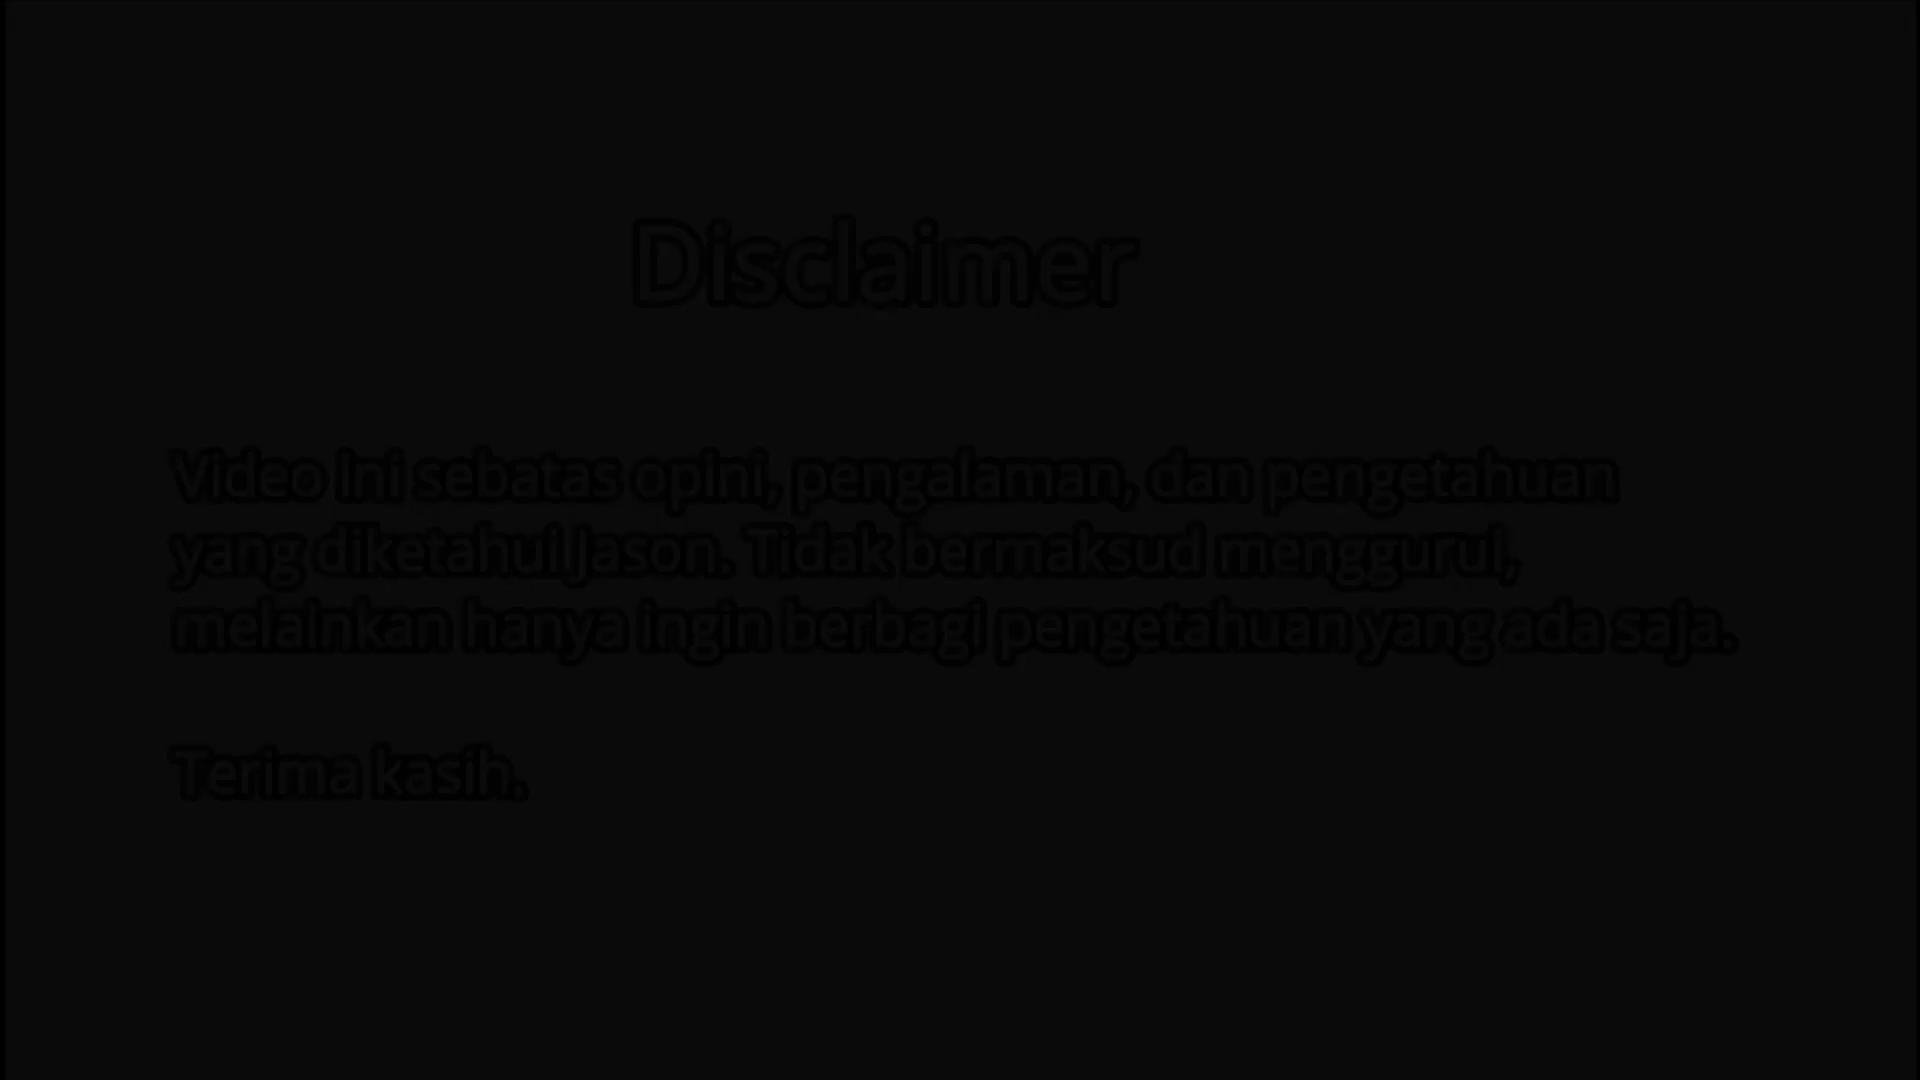 Disclaimer
Video ini sebatas opini, pengalaman, dan pengetahuan
yang diketahui Jason. Tidak bermaksud menggurui,
melainkan hanya ingin berbagi pengetahuan yang ada saja.
Terima kasih.